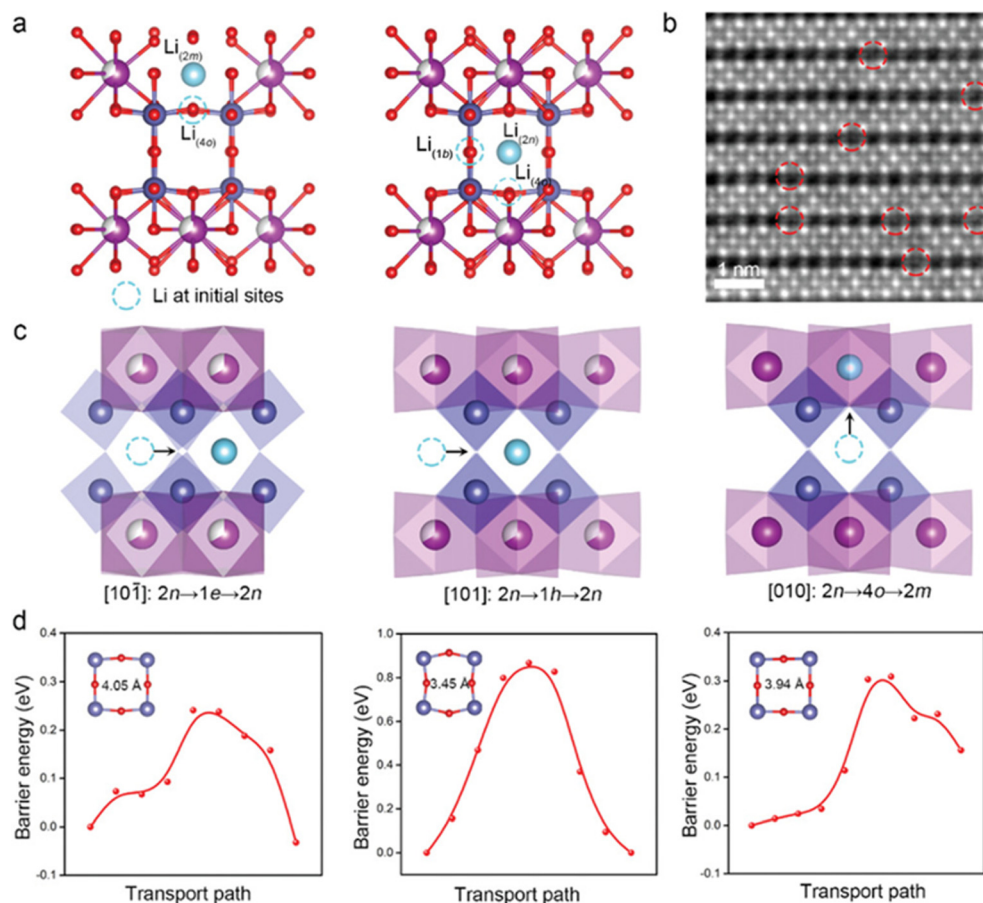 a
b
Li(2m)
Li(4o)
Li(1b)
Li(2n)
Li(4o)
Li at initial sites
1 nm
c
[101̄]: 2n→1e→2n
[101]: 2n→1h→2n
[010]: 2n→4o→2m
d
Barrier energy (eV)
0.4
0.3
0.2
0.1
0.0
-0.1
4.05 Å
Transport path
Barrier energy (eV)
1.0
0.8
0.6
0.4
0.2
0.0
3.45 Å
Transport path
Barrier energy (eV)
0.4
0.3
0.2
0.1
0.0
-0.1
3.94 Å
Transport path